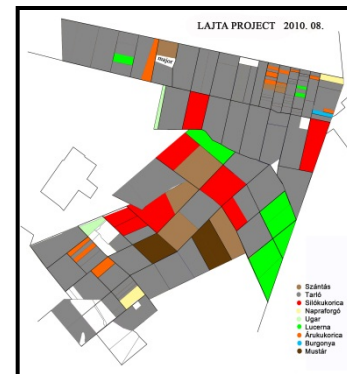 LAJTA PROJECT 2010. 08.
major
Szántás
Tarló
Silókukorica
Napraforgó
Ugar
Lucerna
Árukukorica
Burgonya
Mustár